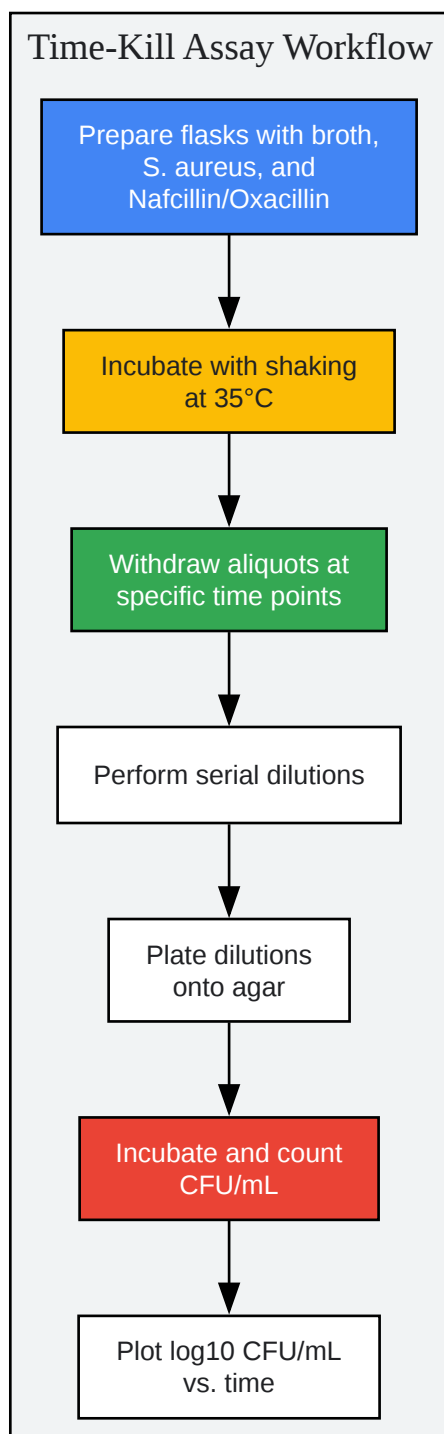 Time-Kill Assay Workflow
Prepare flasks with broth,
S. aureus, and
Nafcillin/Oxacillin
Incubate with shaking
at 35°C
Withdraw aliquots at
specific time points
Perform serial dilutions
Plate dilutions
onto agar
Incubate and count
CFU/mL
Plot log10 CFU/mL
vs. time